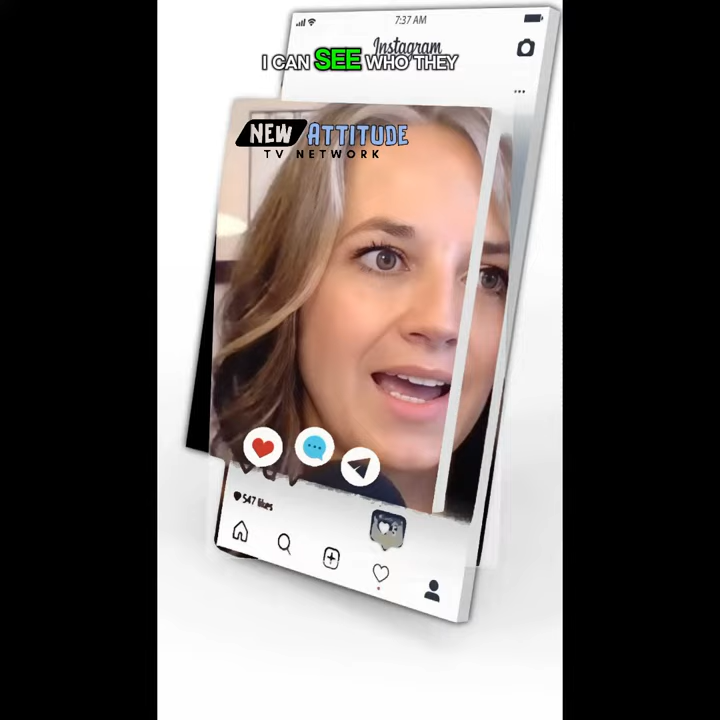 7:37 AM
Instagram
I CAN SEE WHO THEY
NEW ATTITUDE
TV NETWORK
547 likes